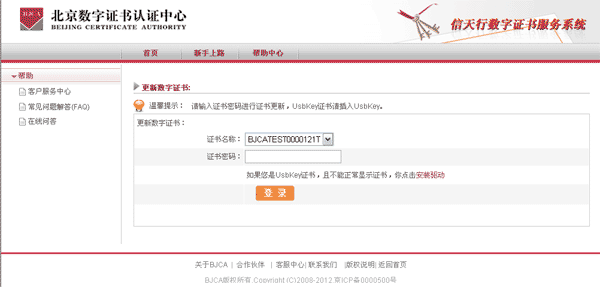 BJCA 北京数字证书认证中心
BEIJING CERTIFICATE AUTHORITY
信天行数字证书服务系统
首页 新手上路 帮助中心
帮助
客户服务中心
常见问题解答(FAQ)
在线问答
更新数字证书:
温馨提示： 请输入证书密码进行证书更新，UsbKey证书请插入UsbKey。
更新数字证书：
证书名称： BJCATEST0000121T
证书密码：
如果您是UsbKey证书，且不能正常显示证书，你点击安装驱动
登 录
关于BJCA | 合作伙伴 | 客服中心| 联系我们 |版权说明| 返回首页
BJCA版权所有 Copyright (C)2008-2012.京ICP备0000500号